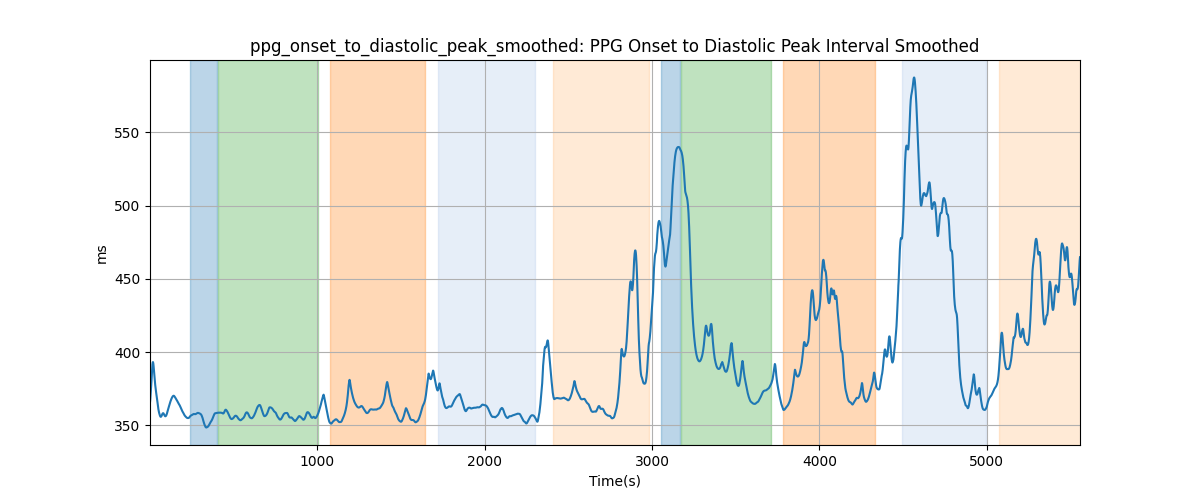 ppg_onset_to_diastolic_peak_smoothed: PPG Onset to Diastolic Peak Interval Smoothed
550
500
450
400
350
ms
1000 2000 3000 4000 5000
Time(s)